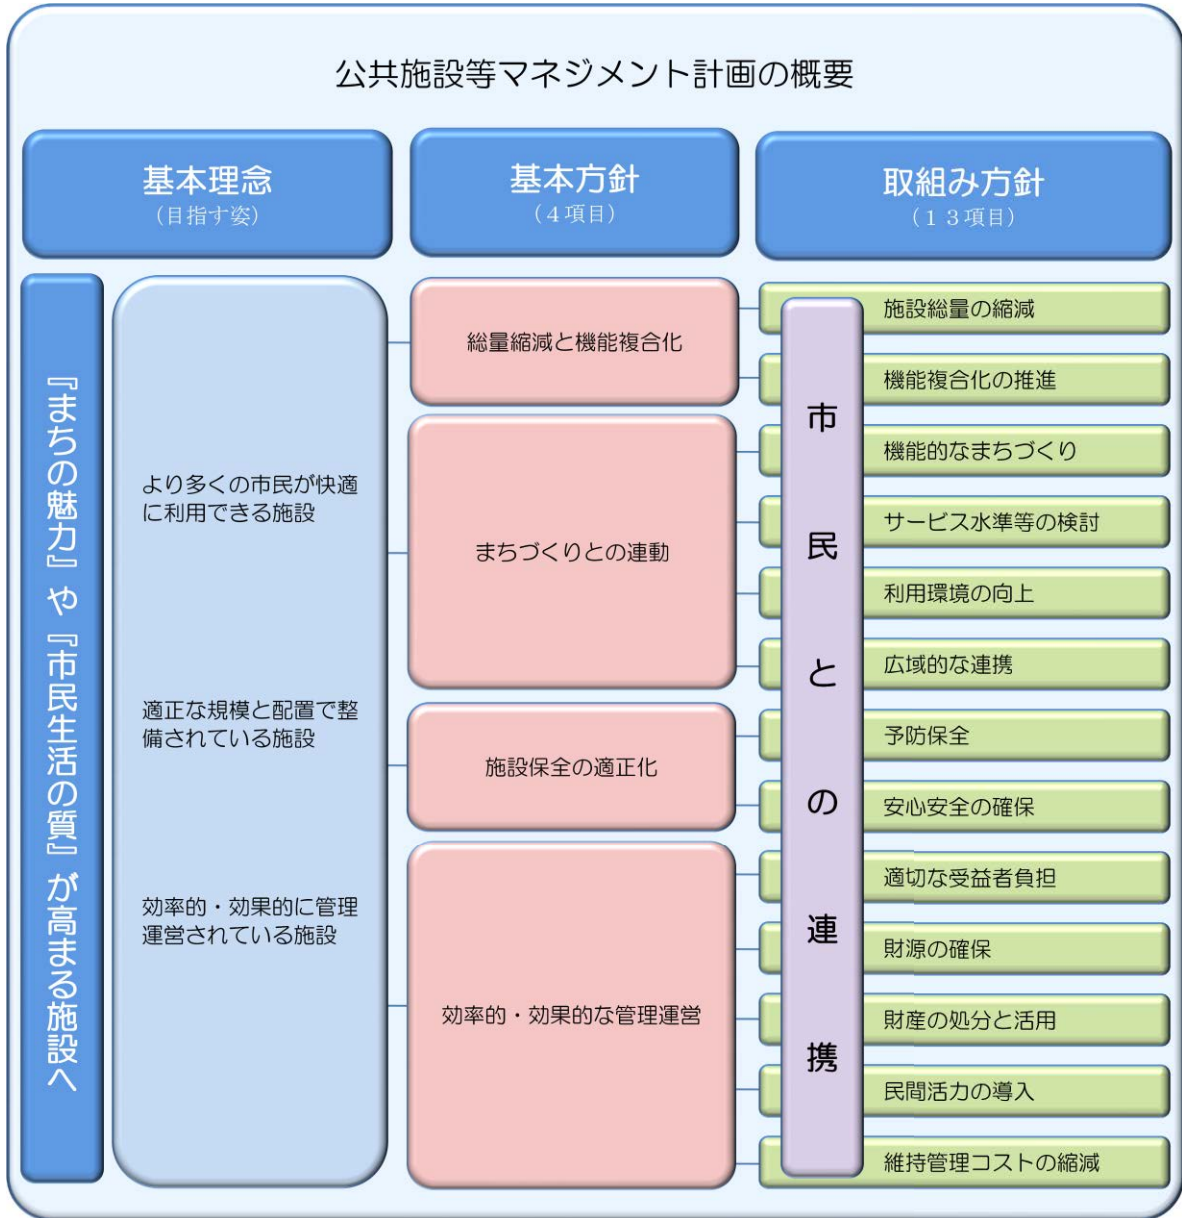 公共施設等マネジメント計画の概要
基本理念
（目指す姿）
基本方針
（４項目）
取組み方針
（１３項目）
『まちの魅力』や『市民生活の質』が高まる施設へ
より多くの市民が快適
に利用できる施設
適正な規模と配置で整
備されている施設
効率的・効果的に管理
運営されている施設
総量縮減と機能複合化
まちづくりとの連動
施設保全の適正化
効率的・効果的な管理運営
市民との連携
施設総量の縮減
機能複合化の推進
機能的なまちづくり
サービス水準等の検討
利用環境の向上
広域的な連携
予防保全
安心安全の確保
適切な受益者負担
財源の確保
財産の処分と活用
民間活力の導入
維持管理コストの縮減